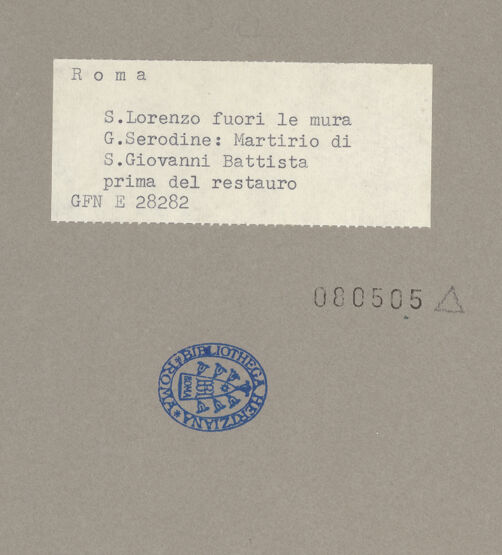 R o m a
S.Lorenzo fuori le mura
G.Serodine: Martirio di
S.Giovanni Battista
prima del restauro
GFN E 28282
080505
BIBLIOTHECA HERTZIANA * ROMA *
ROMA